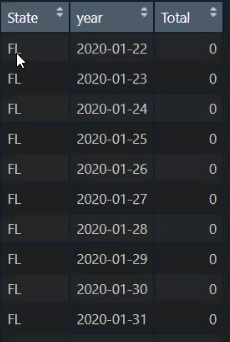 State year Total
FL 2020-01-22 0
FL 2020-01-23 0
FL 2020-01-24 0
FL 2020-01-25 0
FL 2020-01-26 0
FL 2020-01-27 0
FL 2020-01-28 0
FL 2020-01-29 0
FL 2020-01-30 0
FL 2020-01-31 0